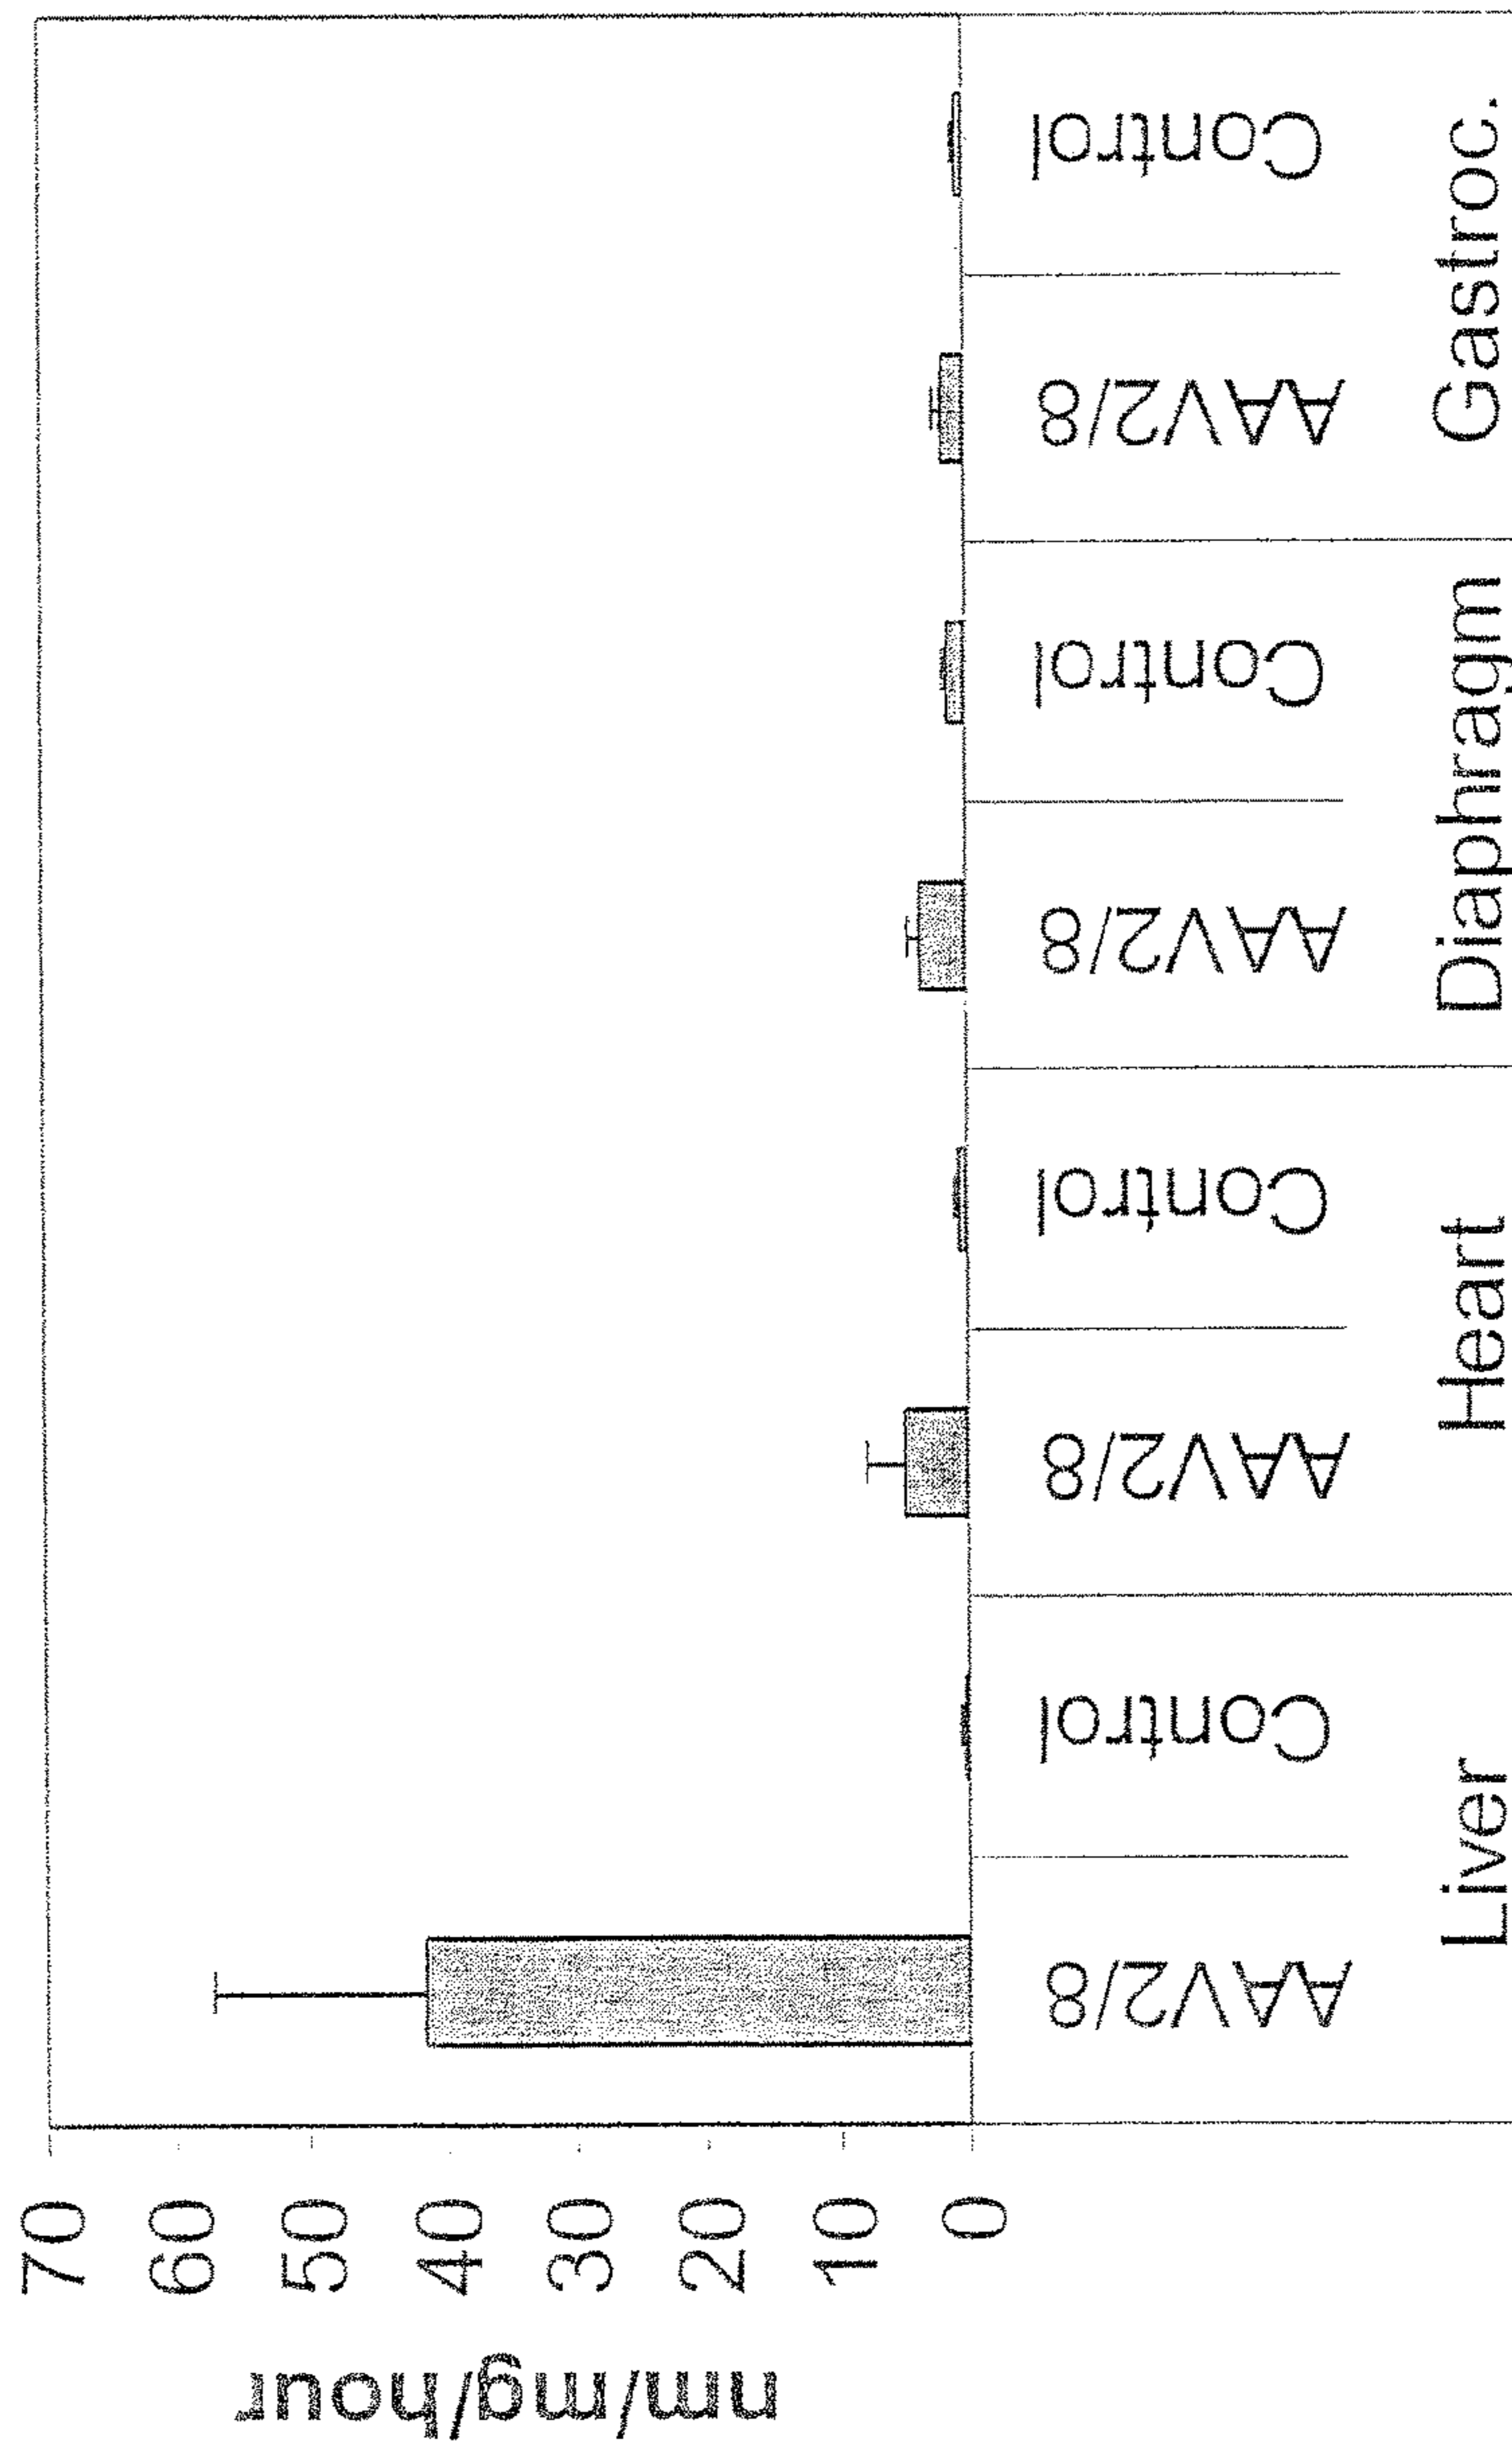 nm/mg/hour
70
60
50
40
30
20
10
0
AAV2/8
Control
AAV2/8
Control
AAV2/8
Control
AAV2/8
Control
Liver
Heart
Diaphragm
Gastroc.